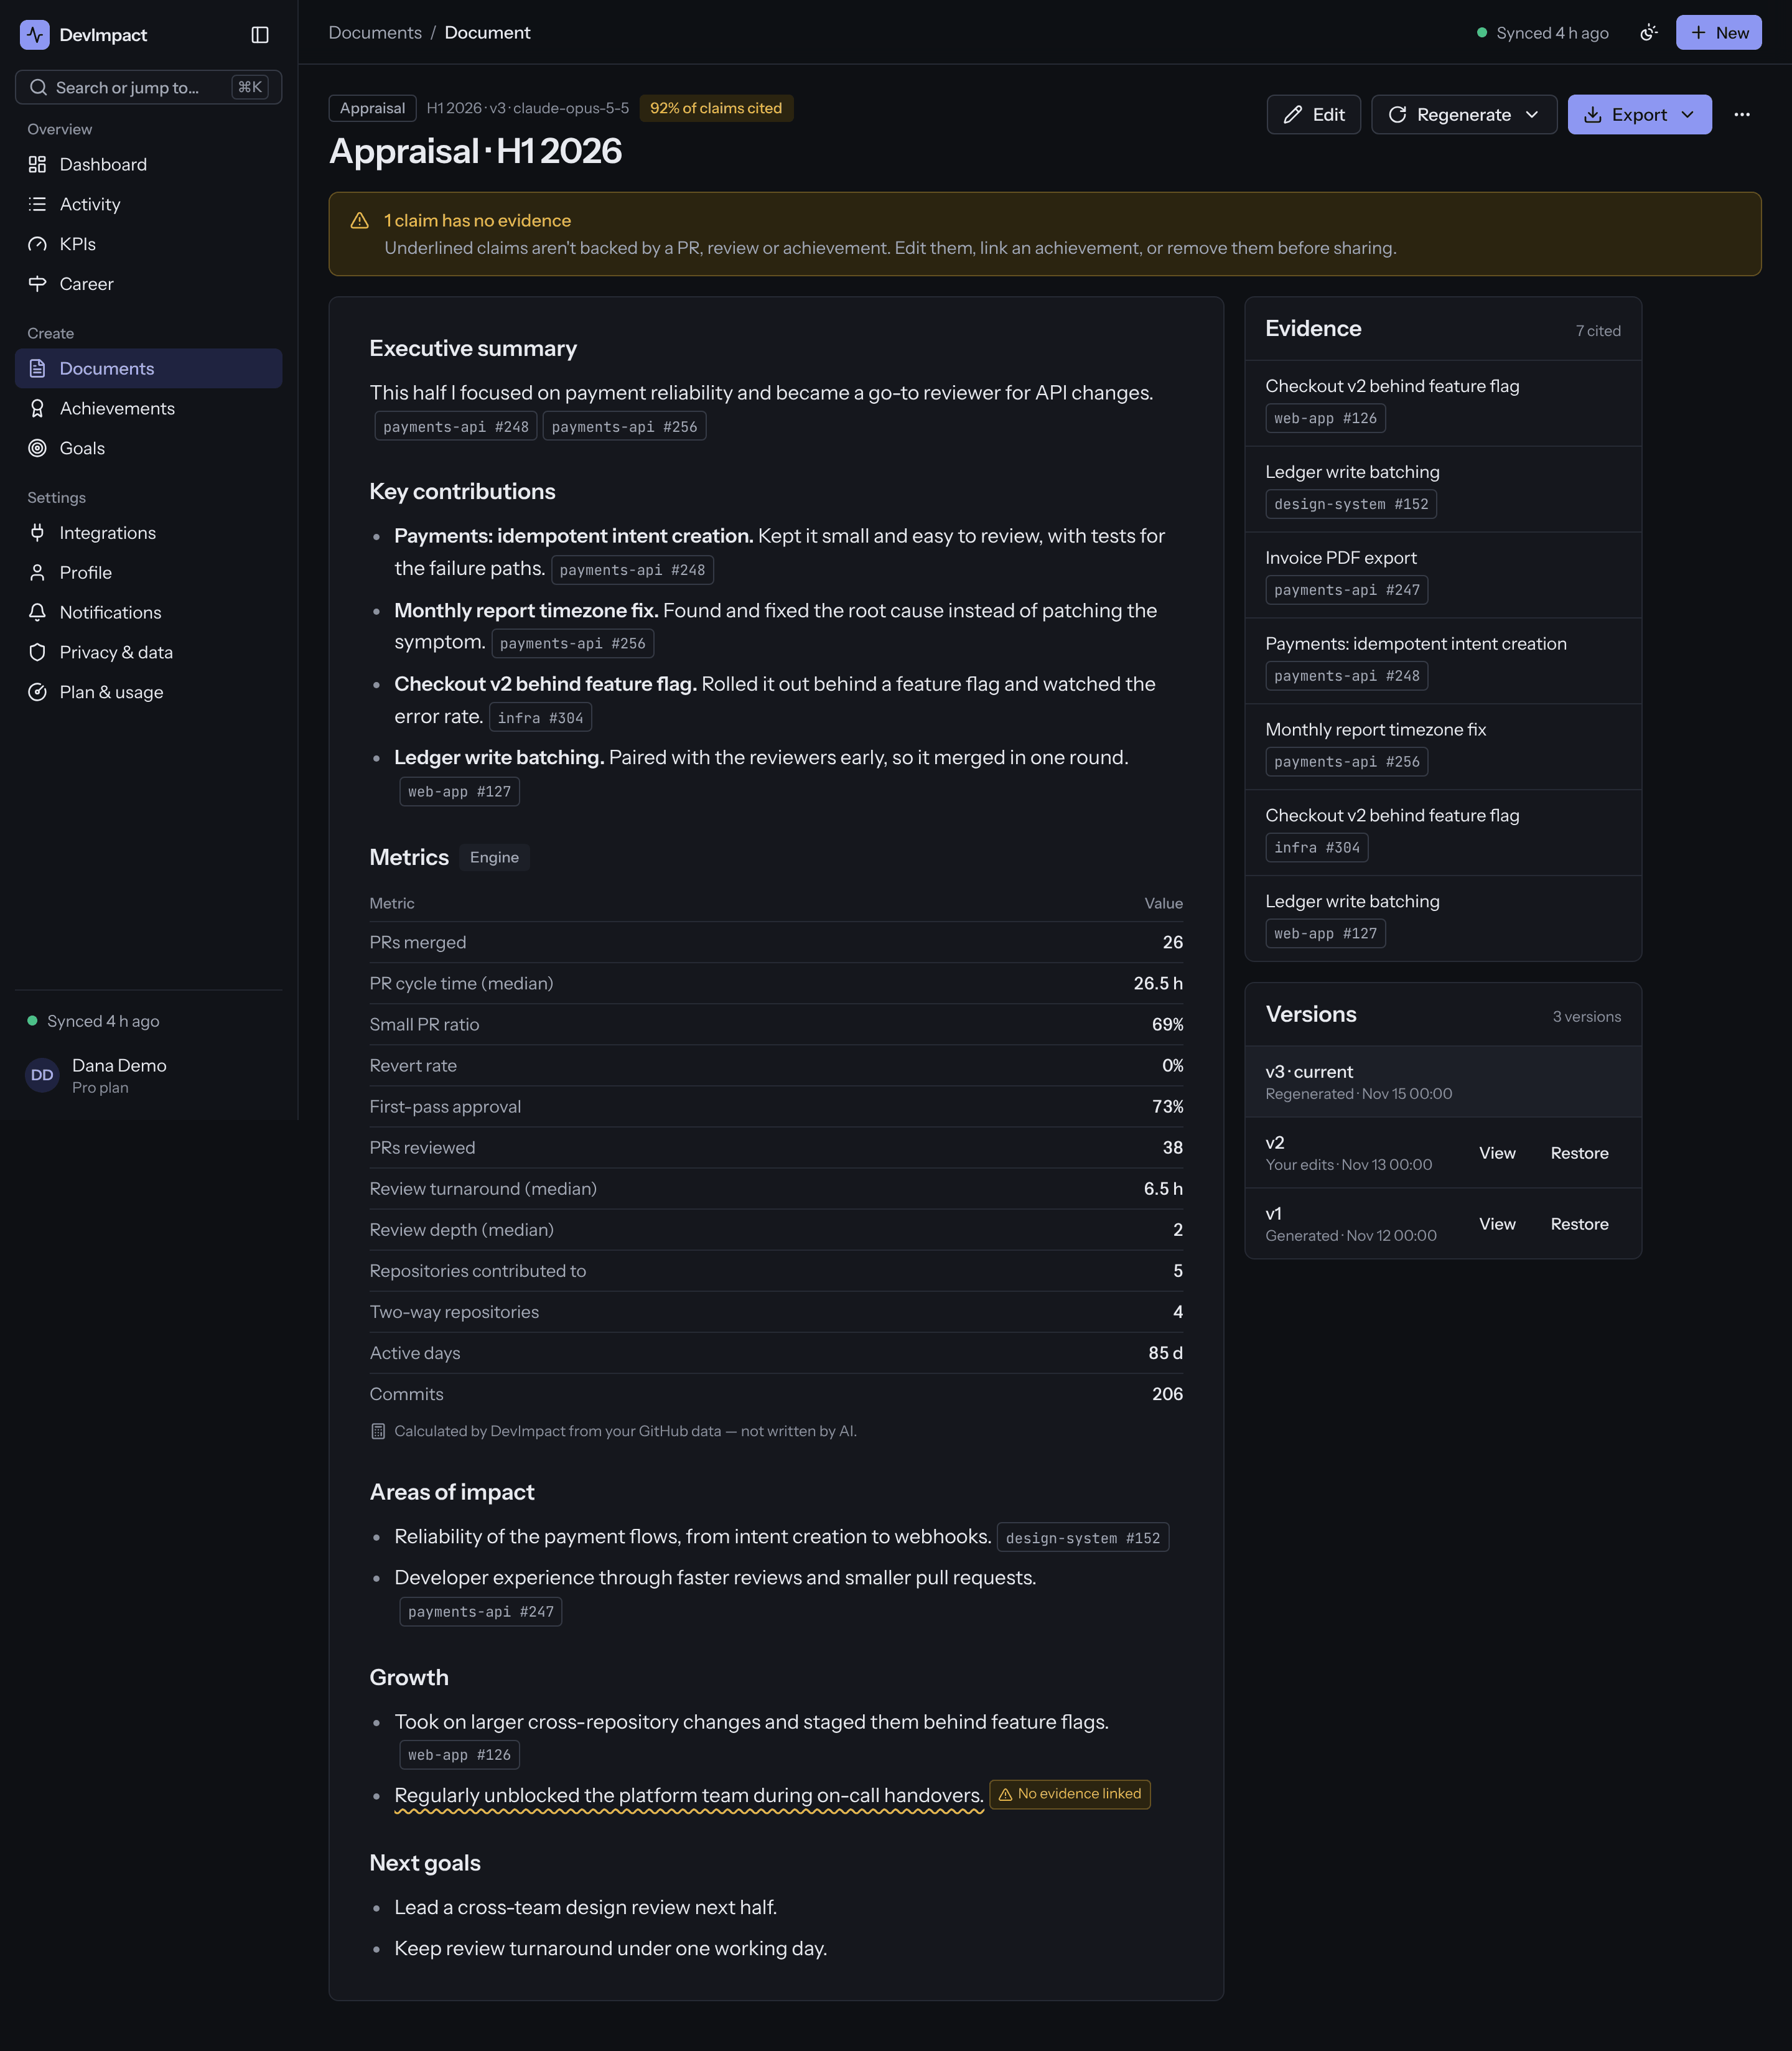 DevImpact
Search or jump to... ⌘K
Overview
Dashboard
Activity
KPIs
Career
Create
Documents
Achievements
Goals
Settings
Integrations
Profile
Notifications
Privacy & data
Plan & usage
Synced 4 h ago
DD
Dana Demo
Pro plan
Documents / Document
Synced 4 h ago
New
Appraisal H1 2026 · v3 · claude-opus-5-5 92% of claims cited
Appraisal · H1 2026
Edit
Regenerate
Export
1 claim has no evidence
Underlined claims aren't backed by a PR, review or achievement. Edit them, link an achievement, or remove them before sharing.
Executive summary
This half I focused on payment reliability and became a go-to reviewer for API changes.
payments-api #248 payments-api #256
Key contributions
• Payments: idempotent intent creation. Kept it small and easy to review, with tests for
the failure paths. payments-api #248
• Monthly report timezone fix. Found and fixed the root cause instead of patching the
symptom. payments-api #256
• Checkout v2 behind feature flag. Rolled it out behind a feature flag and watched the
error rate. infra #304
• Ledger write batching. Paired with the reviewers early, so it merged in one round.
web-app #127
Metrics Engine
Metric Value
PRs merged 26
PR cycle time (median) 26.5 h
Small PR ratio 69%
Revert rate 0%
First-pass approval 73%
PRs reviewed 38
Review turnaround (median) 6.5 h
Review depth (median) 2
Repositories contributed to 5
Two-way repositories 4
Active days 85 d
Commits 206
Calculated by DevImpact from your GitHub data — not written by AI.
Areas of impact
• Reliability of the payment flows, from intent creation to webhooks. design-system #152
• Developer experience through faster reviews and smaller pull requests.
payments-api #247
Growth
• Took on larger cross-repository changes and staged them behind feature flags.
web-app #126
• Regularly unblocked the platform team during on-call handovers. No evidence linked
Next goals
• Lead a cross-team design review next half.
• Keep review turnaround under one working day.
Evidence 7 cited
Checkout v2 behind feature flag
web-app #126
Ledger write batching
design-system #152
Invoice PDF export
payments-api #247
Payments: idempotent intent creation
payments-api #248
Monthly report timezone fix
payments-api #256
Checkout v2 behind feature flag
infra #304
Ledger write batching
web-app #127
Versions 3 versions
v3 · current
Regenerated · Nov 15 00:00
v2
Your edits · Nov 13 00:00
View Restore
v1
Generated · Nov 12 00:00
View Restore